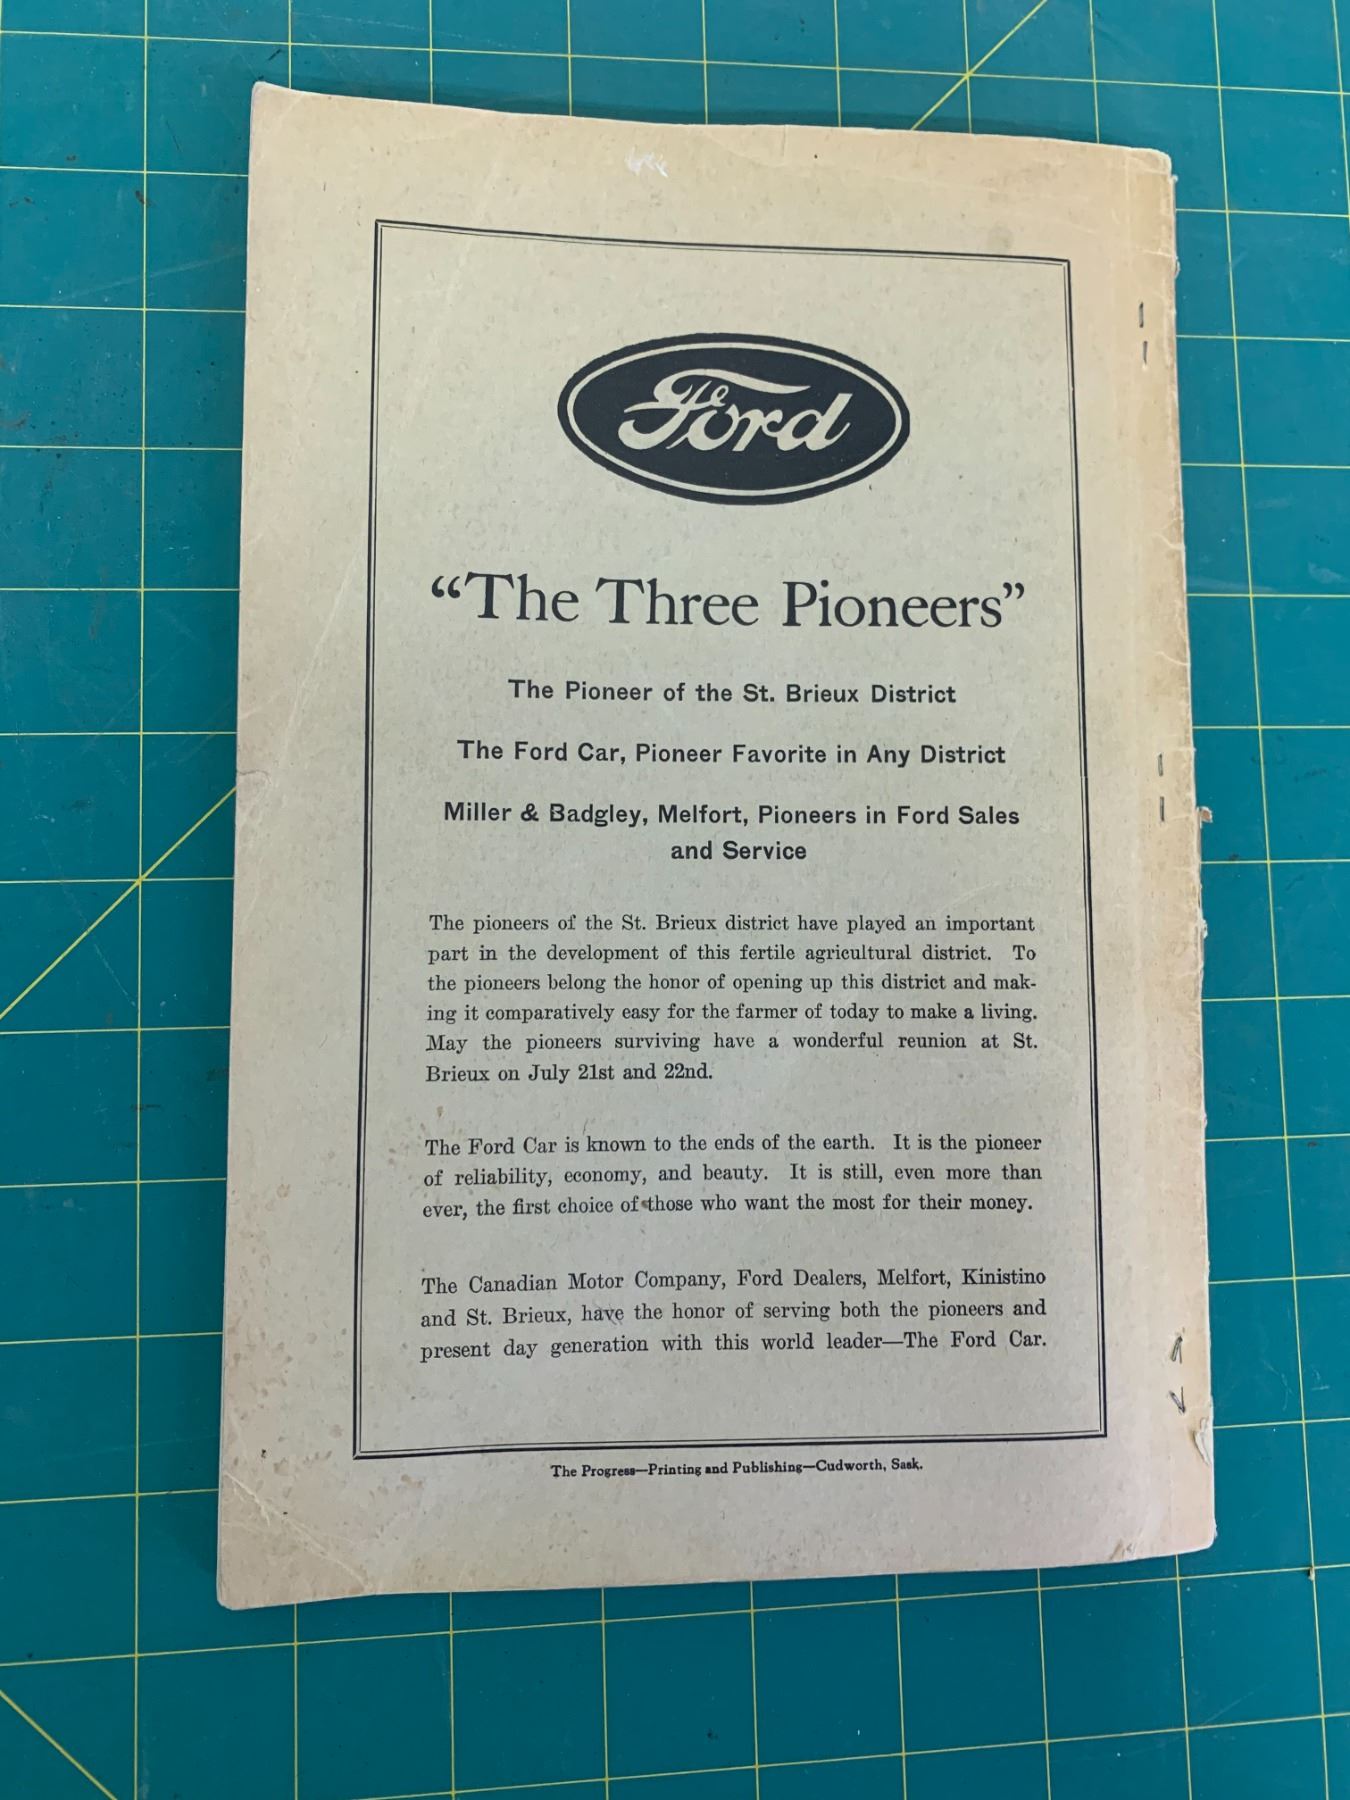 Ford
“The Three Pioneers”
The Pioneer of the St. Brieux District
The Ford Car, Pioneer Favorite in Any District
Miller & Badgley, Melfort, Pioneers in Ford Sales
and Service
The pioneers of the St. Brieux district have played an important
part in the development of this fertile agricultural district. To
the pioneers belong the honor of opening up this district and mak-
ing it comparatively easy for the farmer of today to make a living.
May the pioneers surviving have a wonderful reunion at St.
Brieux on July 21st and 22nd.
The Ford Car is known to the ends of the earth. It is the pioneer
of reliability, economy, and beauty. It is still, even more than
ever, the first choice of those who want the most for their money.
The Canadian Motor Company, Ford Dealers, Melfort, Kinistino
and St. Brieux, have the honor of serving both the pioneers and
present day generation with this world leader—The Ford Car.
The Progress—Printing and Publishing—Cudworth, Sask.